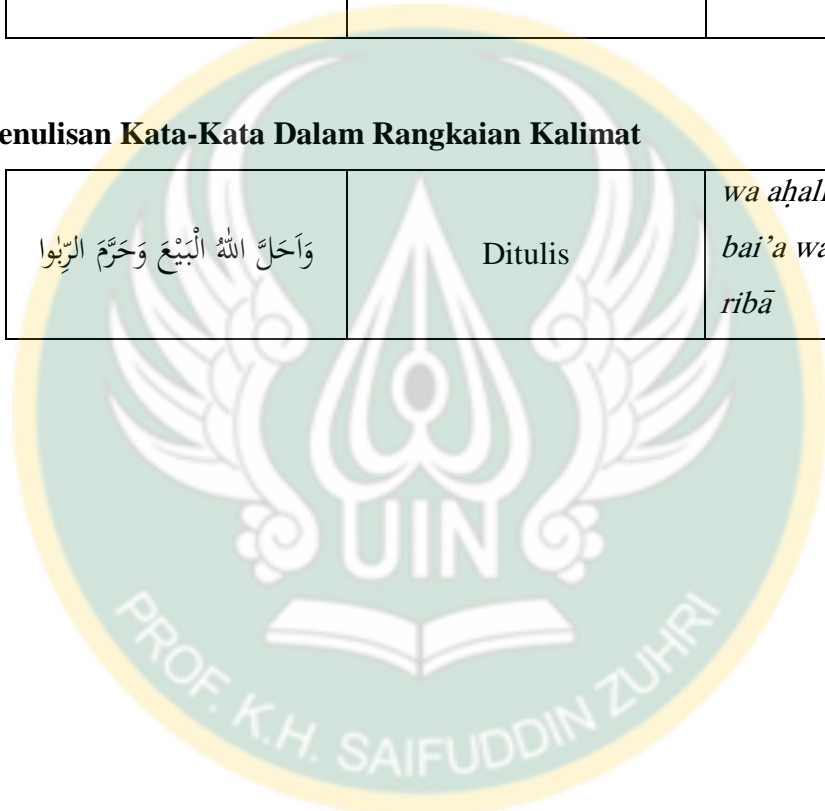 enulisan Kata-Kata Dalam Rangkaian Kalimat
وَاَحَلَّ اللّٰهُ الْبَيْعَ وَحَرَّمَ الرِّبٰوا
Ditulis
wa aḥall
bai'a wa
ribā
UIN
PROF. K.H. SAIFUDDIN ZUHRI